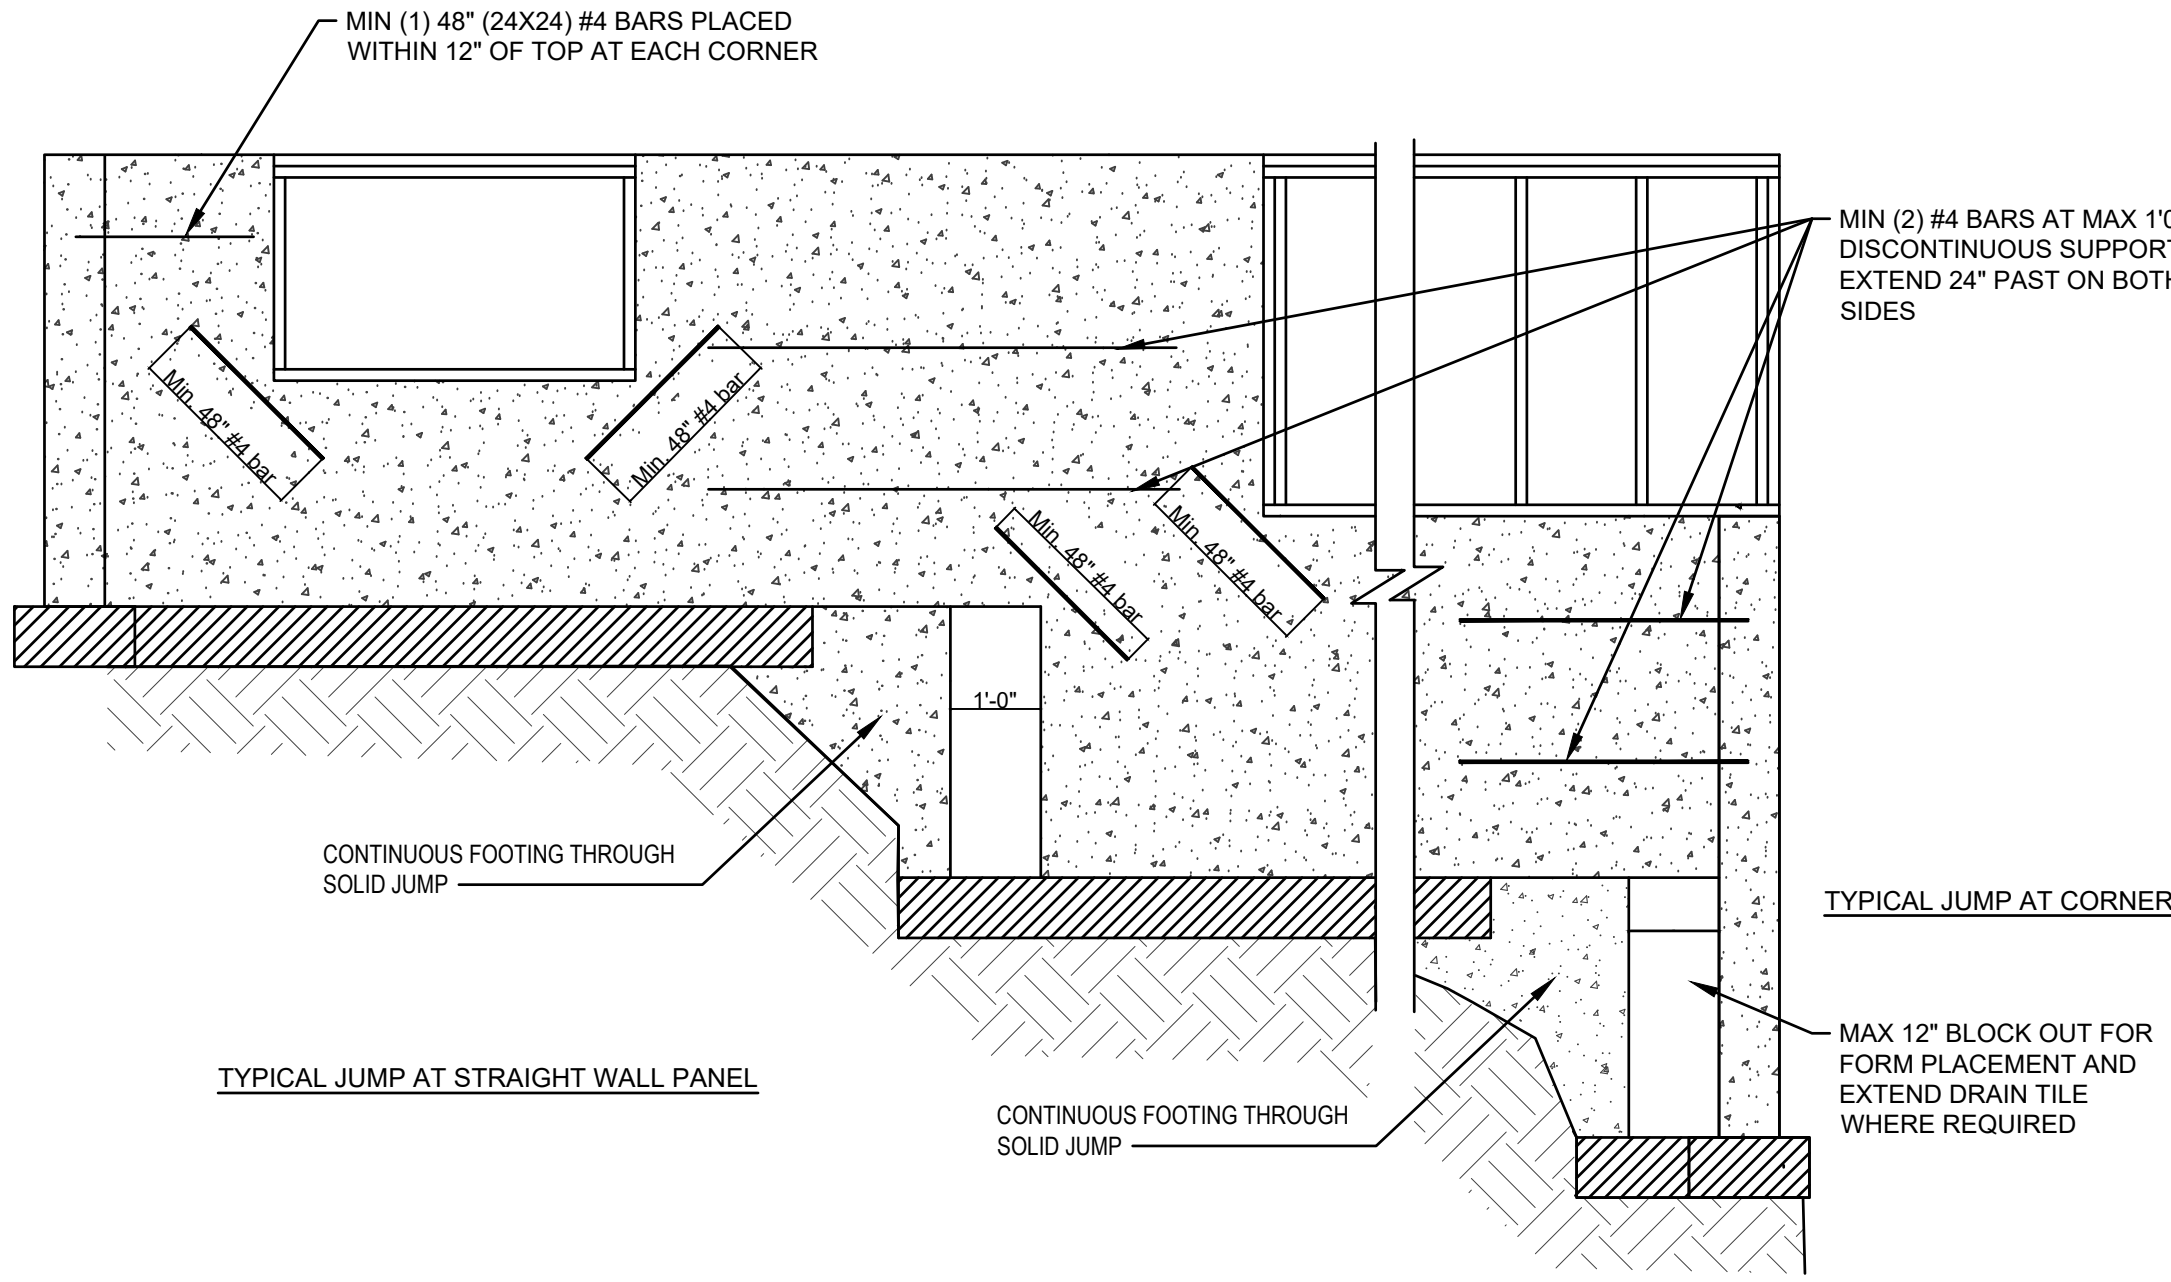 MIN (1) 48" (24X24) #4 BARS PLACED
WITHIN 12" OF TOP AT EACH CORNER
MIN (2) #4 BARS AT MAX 1'0
DISCONTINUOUS SUPPORT
EXTEND 24" PAST ON BOTH
SIDES
Min. 48" #4 bar
Min. 48" #4 bar
Min. 48" #4 bar
Min. 48" #4 bar
1'-0"
CONTINUOUS FOOTING THROUGH
SOLID JUMP
TYPICAL JUMP AT CORNER
TYPICAL JUMP AT STRAIGHT WALL PANEL
MAX 12" BLOCK OUT FOR
FORM PLACEMENT AND
EXTEND DRAIN TILE
WHERE REQUIRED
CONTINUOUS FOOTING THROUGH
SOLID JUMP